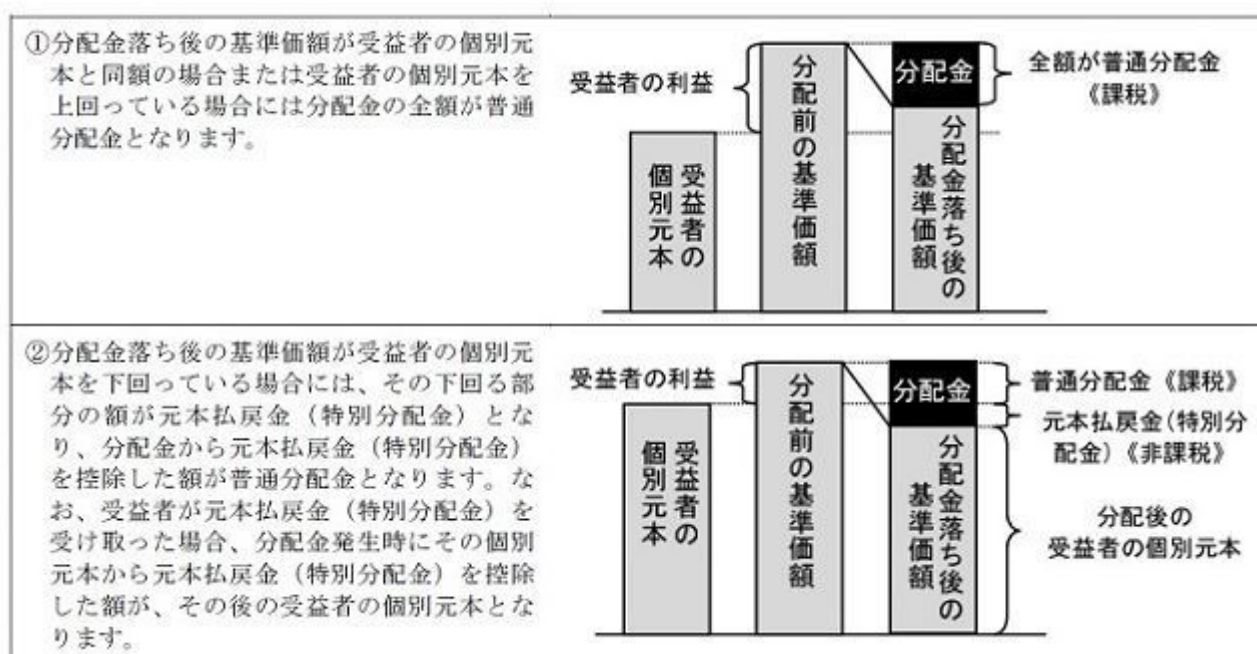 ①分配金落ち後の基準価額が受益者の個別元
本と同額の場合または受益者の個別元本を
上回っている場合には分配金の全額が普通
分配金となります。
受益者の利益
受益者の
個別元本
分配前の基準価額
分配金
分配金落ち後の
基準価額
全額が普通分配金
《課税》
②分配金落ち後の基準価額が受益者の個別元
本を下回っている場合には、その下回る部
分の額が元本払戻金（特別分配金）とな
り、分配金から元本払戻金（特別分配金）
を控除した額が普通分配金となります。な
お、受益者が元本払戻金（特別分配金）を
受け取った場合、分配金発生時にその個別
元本から元本払戻金（特別分配金）を控除
した額が、その後の受益者の個別元本とな
ります。
受益者の利益
受益者の
個別元本
分配前の基準価額
分配金
分配金落ち後の
基準価額
普通分配金《課税》
元本払戻金（特別分
配金）《非課税》
分配後の
受益者の個別元本